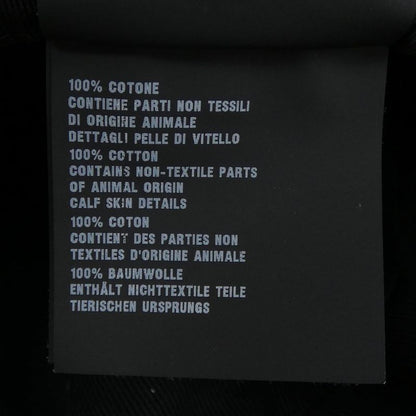 100% COTONE
CONTIENE PARTI NON TESSILI
DI ORIGINE ANIMALE
DETTAGLI PELLE DI VITELLO
100% COTTON
CONTAINS NON-TEXTILE PARTS
OF ANIMAL ORIGIN
CALF SKIN DETAILS
100% COTON
CONTIENT DES PARTIES NON
TEXTILES D'ORIGINE ANIMALE
100% BAUMWOLLE
ENTHÄLT NICHTTEXTILE TEILE
TIERISCHEN URSPRUNGS